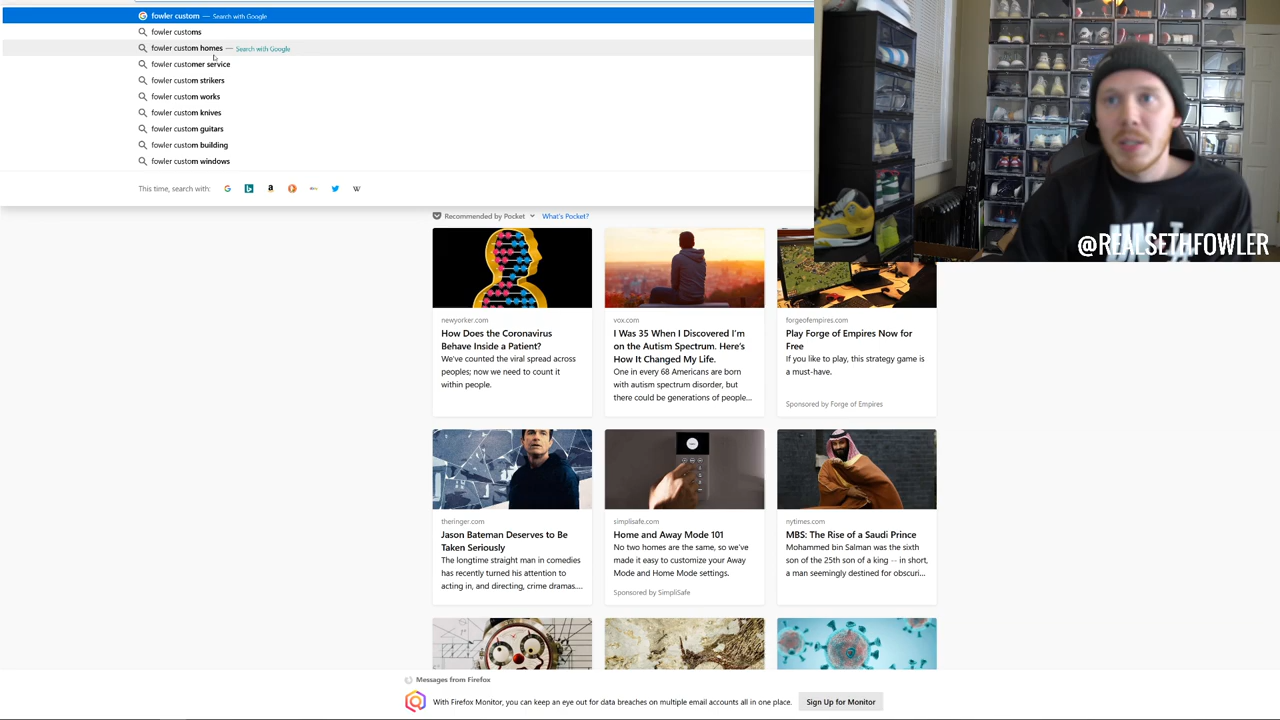 fowler custom — Search with Google
fowler customs
fowler custom homes — Search with Google
fowler customer service
fowler custom strikers
fowler custom works
fowler custom knives
fowler custom guitars
fowler custom building
fowler custom windows
This time, search with:
@REALSETHFOWLER
Recommended by Pocket
What's Pocket?
newyorker.com
How Does the Coronavirus
Behave Inside a Patient?
We've counted the viral spread across
peoples; now we need to count it
within people.
vox.com
I Was 35 When I Discovered I'm
on the Autism Spectrum. Here's
How It Changed My Life.
One in every 68 Americans are born
with autism spectrum disorder, but
there could be generations of people...
forgeofempires.com
Play Forge of Empires Now for
Free
If you like to play, this strategy game is
a must-have.
Sponsored by Forge of Empires
theringer.com
Jason Bateman Deserves to Be
Taken Seriously
The longtime straight man in comedies
has recently turned his attention to
acting in, and directing, crime dramas....
simplisafe.com
Home and Away Mode 101
No two homes are the same, so we've
made it easy to customize your Away
Mode and Home Mode settings.
Sponsored by SimpliSafe
nytimes.com
MBS: The Rise of a Saudi Prince
Mohammed bin Salman was the sixth
son of the 25th son of a king -- in short,
a man seemingly destined for obscuri...
Messages from Firefox
With Firefox Monitor, you can keep an eye out for data breaches on multiple email accounts all in one place.
Sign Up for Monitor